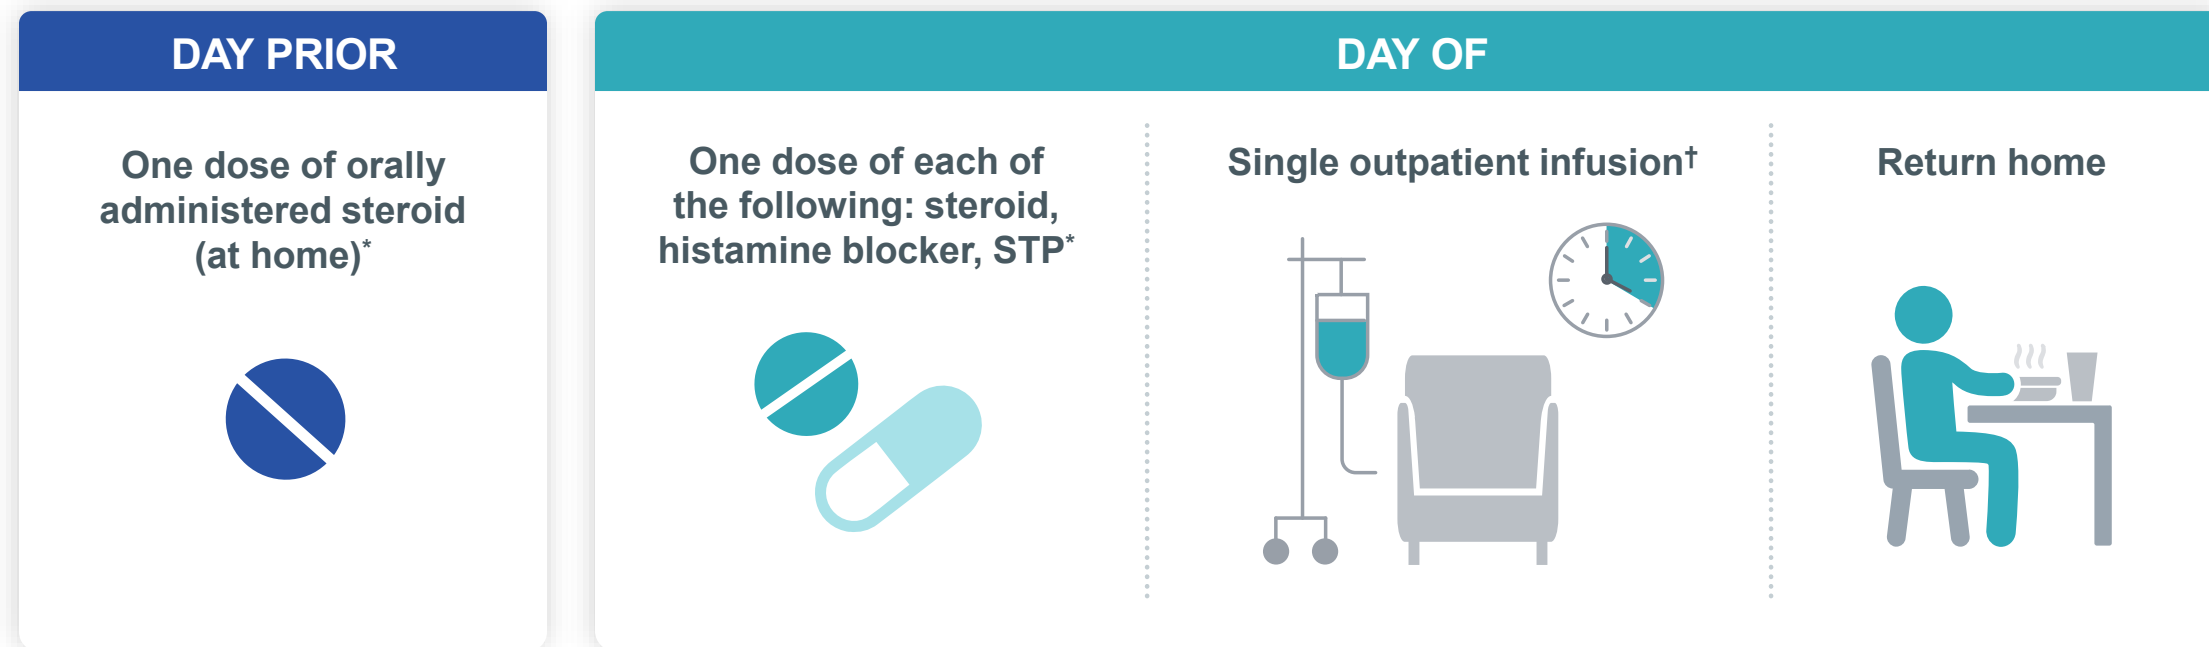 DAY PRIOR
One dose of orally
administered steroid
(at home)*
DAY OF
One dose of each of
the following: steroid,
histamine blocker, STP*
Single outpatient infusion†
Return home